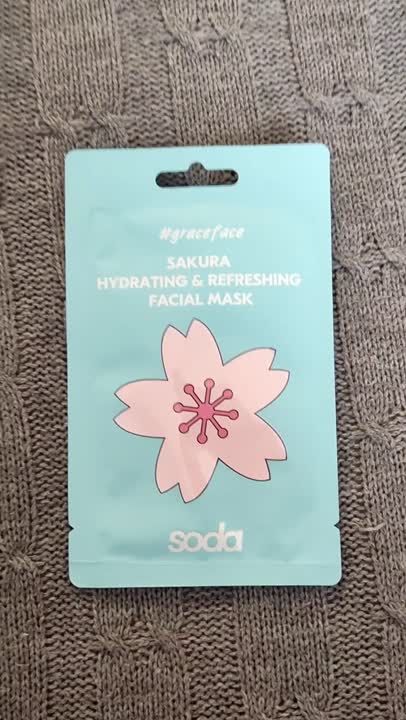 #graceface
SAKURA
HYDRATING & REFRESHING
FACIAL MASK
soda